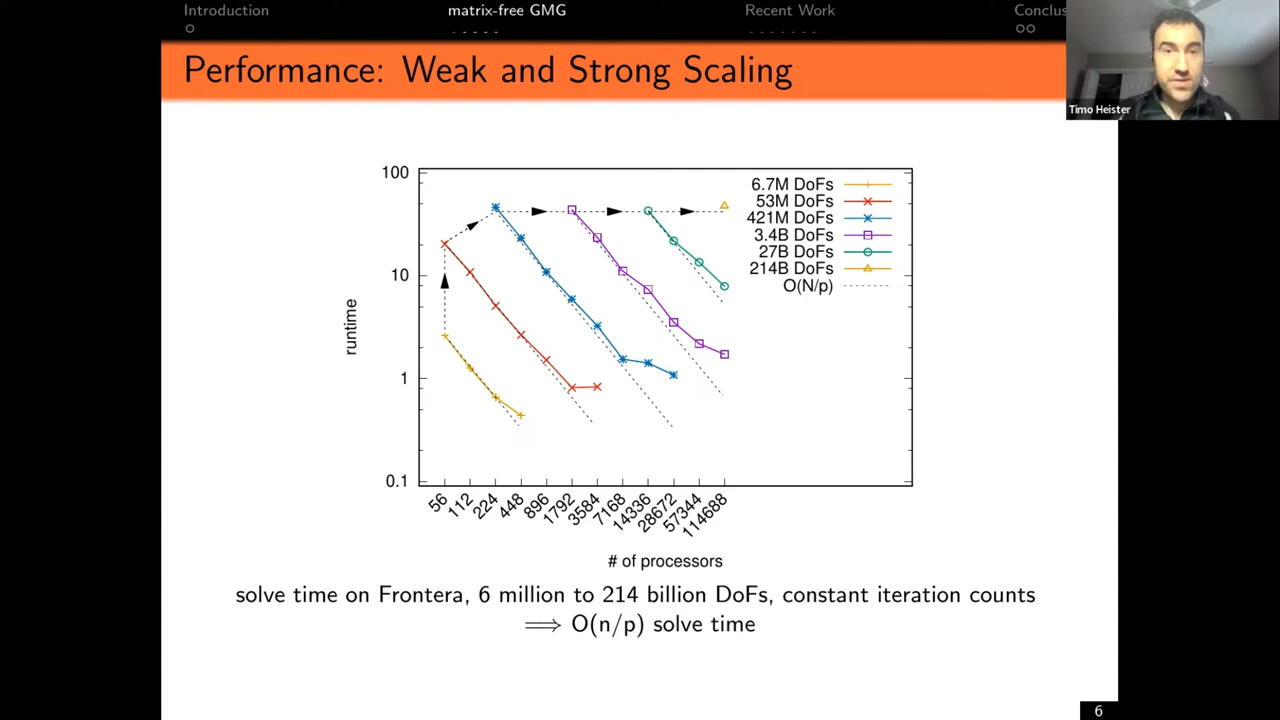 Introduction
matrix-free GMG
Recent Work
Conclus
Timo Heister
Performance: Weak and Strong Scaling
100
10
1
0.1
runtime
6.7M DoFs
53M DoFs
421M DoFs
3.4B DoFs
27B DoFs
214B DoFs
O(N/p)
56
112
224
448
896
1792
3584
7168
14336
28672
57344
114688
# of processors
solve time on Frontera, 6 million to 214 billion DoFs, constant iteration counts
⟹ O(n/p) solve time
6